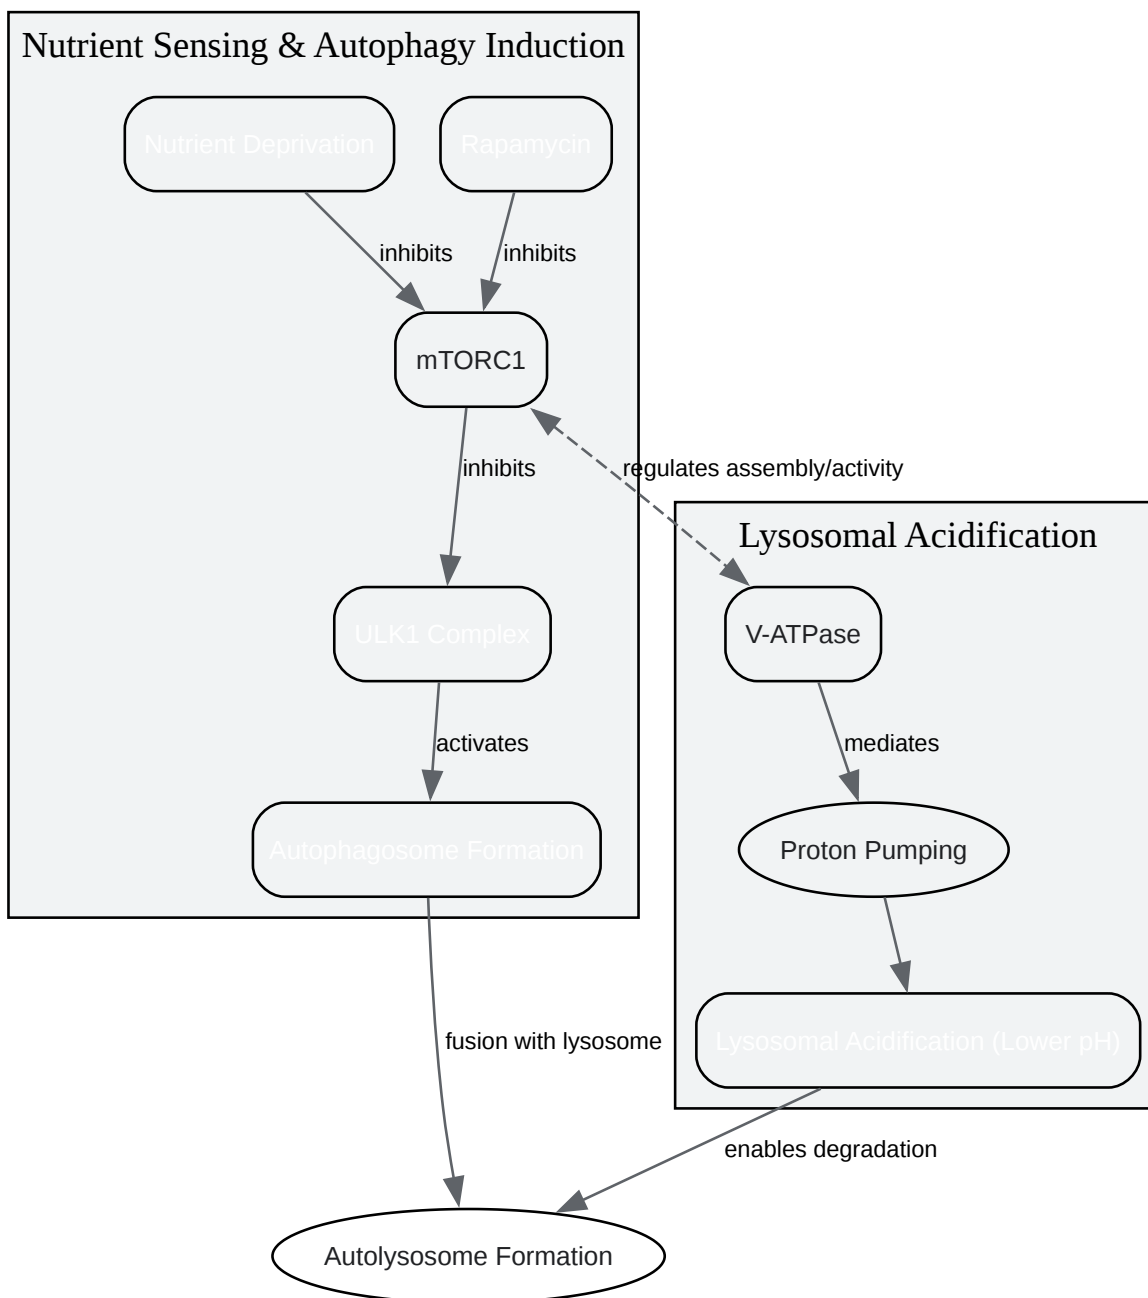 Nutrient Sensing & Autophagy Induction
Nutrient Deprivation
Rapamycin
inhibits
inhibits
mTORC1
inhibits
regulates assembly/activity
Lysosomal Acidification
ULK1 Complex
V-ATPase
activates
mediates
Autophagosome Formation
Proton Pumping
fusion with lysosome
Lysosomal Acidification (Lower pH)
enables degradation
Autolysosome Formation